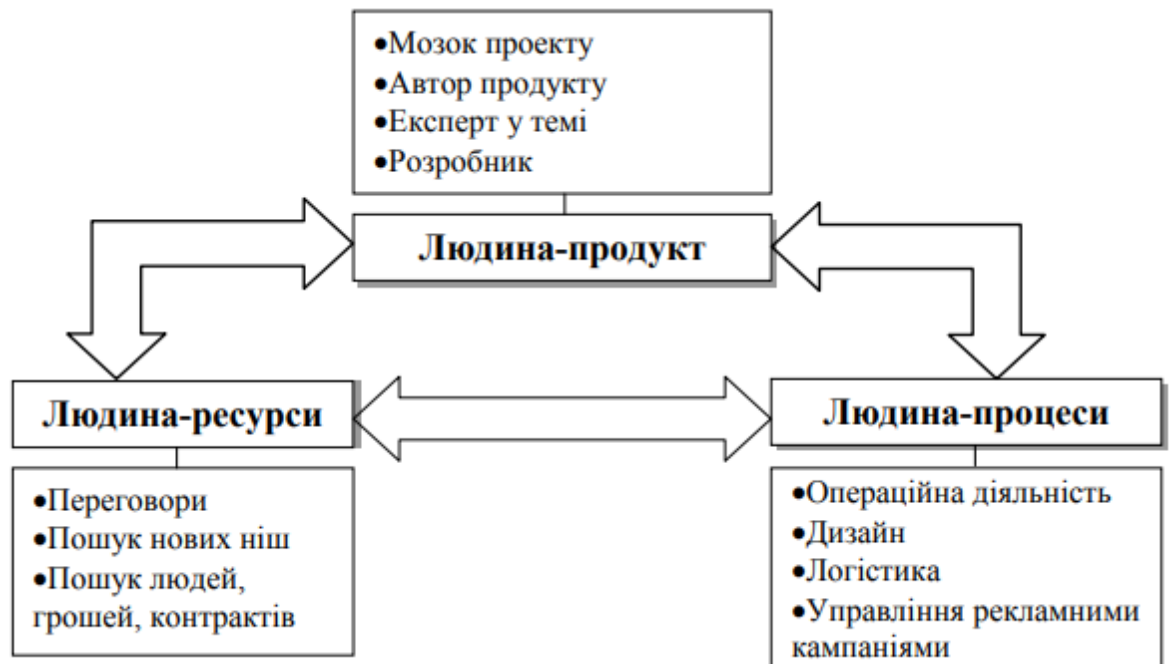 •Мозок проекту
•Автор продукту
•Експерт у темі
•Розробник
Людина-продукт
Людина-ресурси
•Переговори
•Пошук нових ніш
•Пошук людей,
грошей, контрактів
Людина-процеси
•Операційна діяльність
•Дизайн
•Логістика
•Управління рекламними
кампаніями